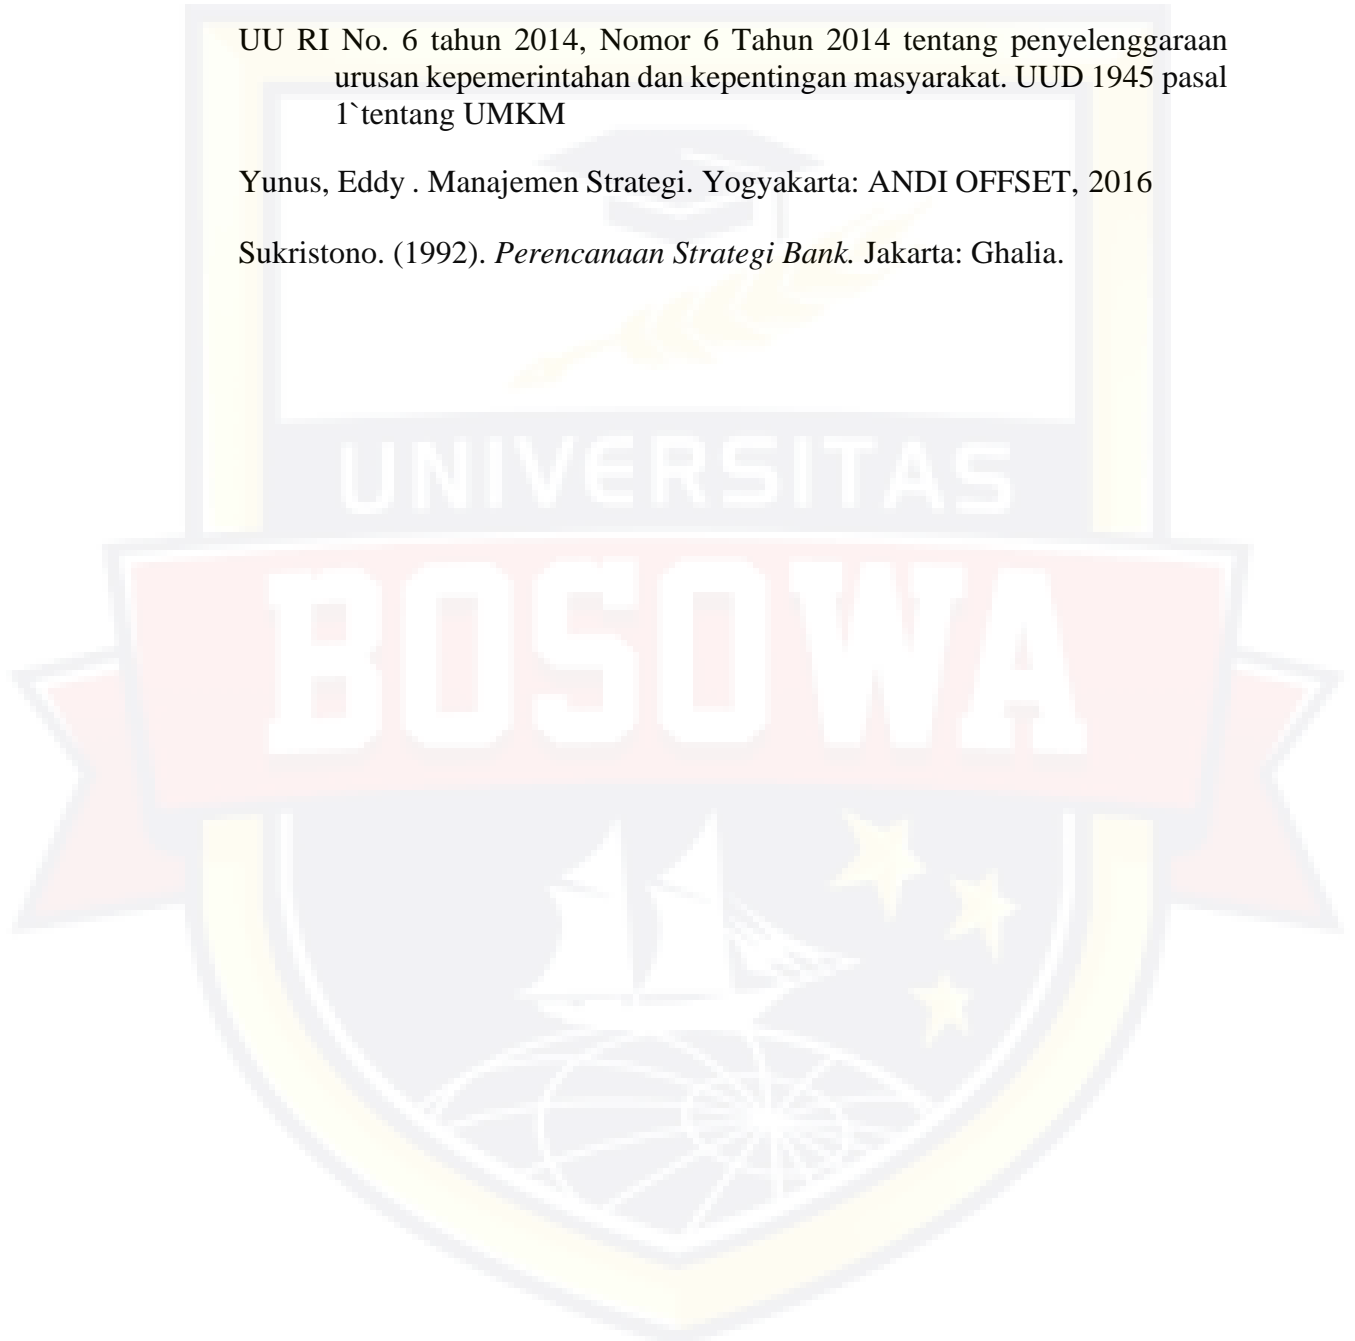 UU RI No. 6 tahun 2014, Nomor 6 Tahun 2014 tentang penyelenggaraan
urusan kepemerintahan dan kepentingan masyarakat. UUD 1945 pasal
1`tentang UMKM
Yunus, Eddy . Manajemen Strategi. Yogyakarta: ANDI OFFSET, 2016
Sukristono. (1992). Perencanaan Strategi Bank. Jakarta: Ghalia.
UNIVERSITAS
BOSOWA